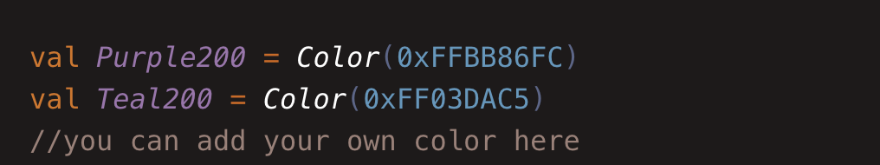 val Purple200 = Color(0xFFBB86FC)
val Teal200 = Color(0xFF03DAC5)
//you can add your own color here